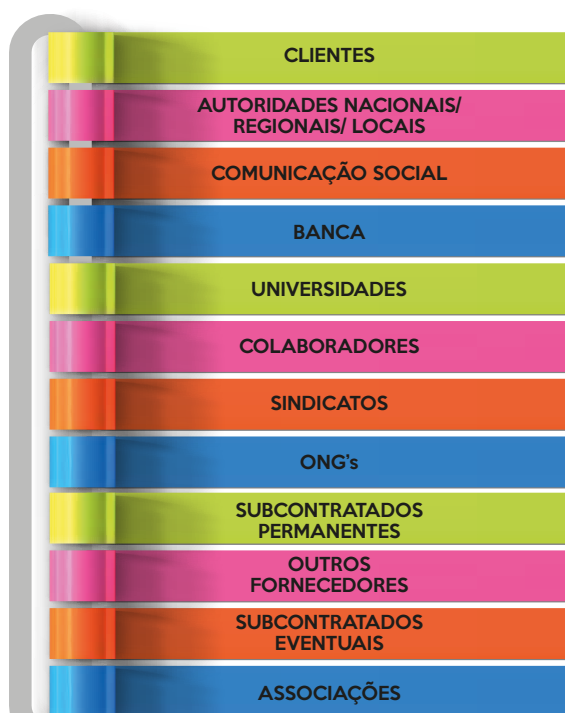 CLIENTES
AUTORIDADES NACIONAIS/
REGIONAIS/ LOCAIS
COMUNICAÇÃO SOCIAL
BANCA
UNIVERSIDADES
COLABORADORES
SINDICATOS
ONG's
SUBCONTRATADOS
PERMANENTES
OUTROS
FORNECEDORES
SUBCONTRATADOS
EVENTUAIS
ASSOCIAÇÕES